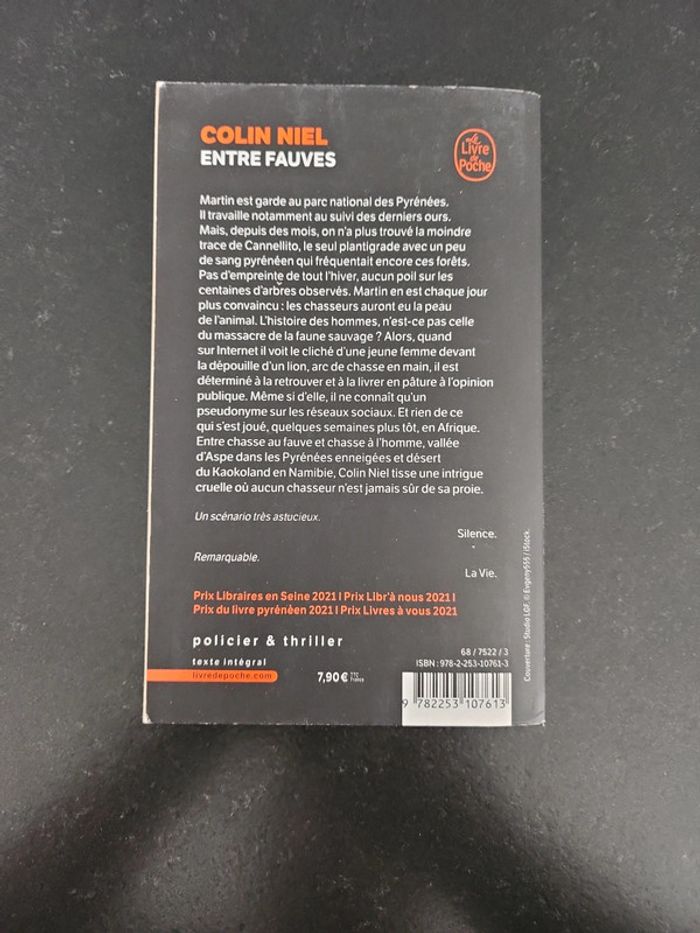 COLIN NIEL
ENTRE FAUVES
Le
Livre
de
Poche
Martin est garde au parc national des Pyrénées.
Il travaille notamment au suivi des derniers ours.
Mais, depuis des mois, on n'a plus trouvé la moindre
trace de Cannellito, le seul plantigrade avec un peu
de sang pyrénéen qui fréquentait encore ces forêts.
Pas d'empreinte de tout l'hiver, aucun poil sur les
centaines d'arbres observés. Martin en est chaque jour
plus convaincu : les chasseurs auront eu la peau
de l'animal. L'histoire des hommes, n'est-ce pas celle
du massacre de la faune sauvage ? Alors, quand
sur Internet il voit le cliché d'une jeune femme devant
la dépouille d'un lion, arc de chasse en main, il est
déterminé à la retrouver et à la livrer en pâture à l'opinion
publique. Même si d'elle, il ne connaît qu'un
pseudonyme sur les réseaux sociaux. Et rien de ce
qui s'est joué, quelques semaines plus tôt, en Afrique.
Entre chasse au fauve et chasse à l'homme, vallée
d'Aspe dans les Pyrénées enneigées et désert
du Kaokoland en Namibie, Colin Niel tisse une intrigue
cruelle où aucun chasseur n'est jamais sûr de sa proie.
Un scénario très astucieux.
Silence.
Remarquable.
La Vie.
Prix Libraires en Seine 2021 I Prix Libr'à nous 2021 I
Prix du livre pyrénéen 2021 I Prix Livres à vous 2021
policier & thriller
texte intégral
livredepoche.com
7,90 € TTC
France
68 / 7522 / 3
ISBN : 978-2-253-10761-3
9 782253 107613
Couverture : Studio LGF. © Evgeny555 / iStock.